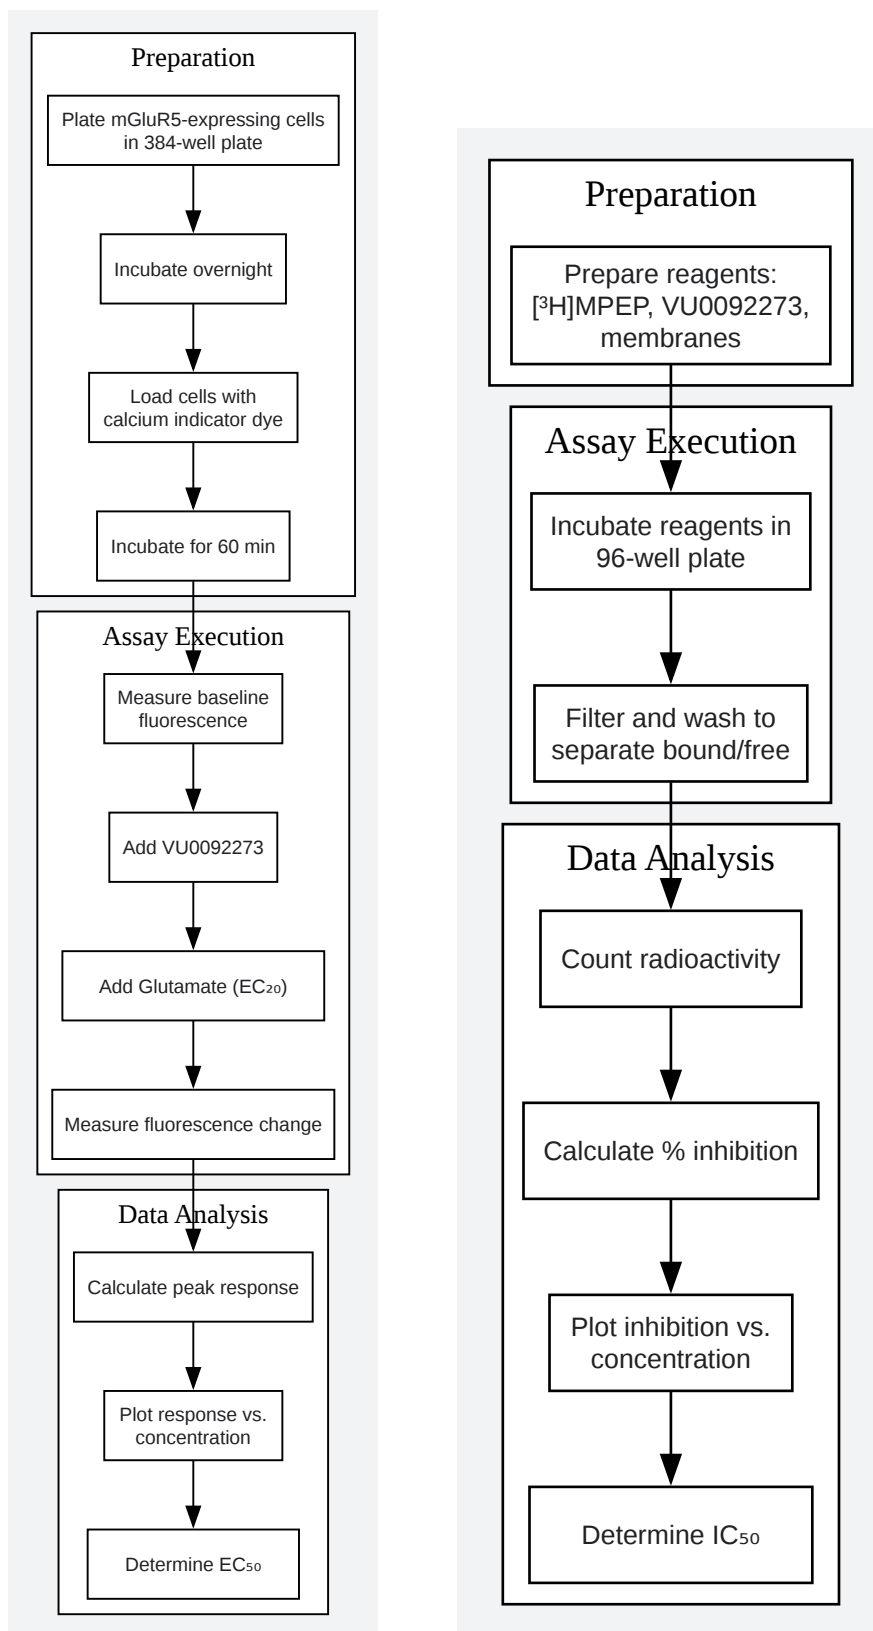 Preparation
Plate mGluR5-expressing cells
in 384-well plate
Incubate overnight
Load cells with
calcium indicator dye
Incubate for 60 min
Assay Execution
Measure baseline
fluorescence
Add VU0092273
Add Glutamate (EC₂₀)
Measure fluorescence change
Data Analysis
Calculate peak response
Plot response vs.
concentration
Determine EC₅₀
Preparation
Prepare reagents:
[³H]MPEP, VU0092273,
membranes
Assay Execution
Incubate reagents in
96-well plate
Filter and wash to
separate bound/free
Data Analysis
Count radioactivity
Calculate % inhibition
Plot inhibition vs.
concentration
Determine IC₅₀